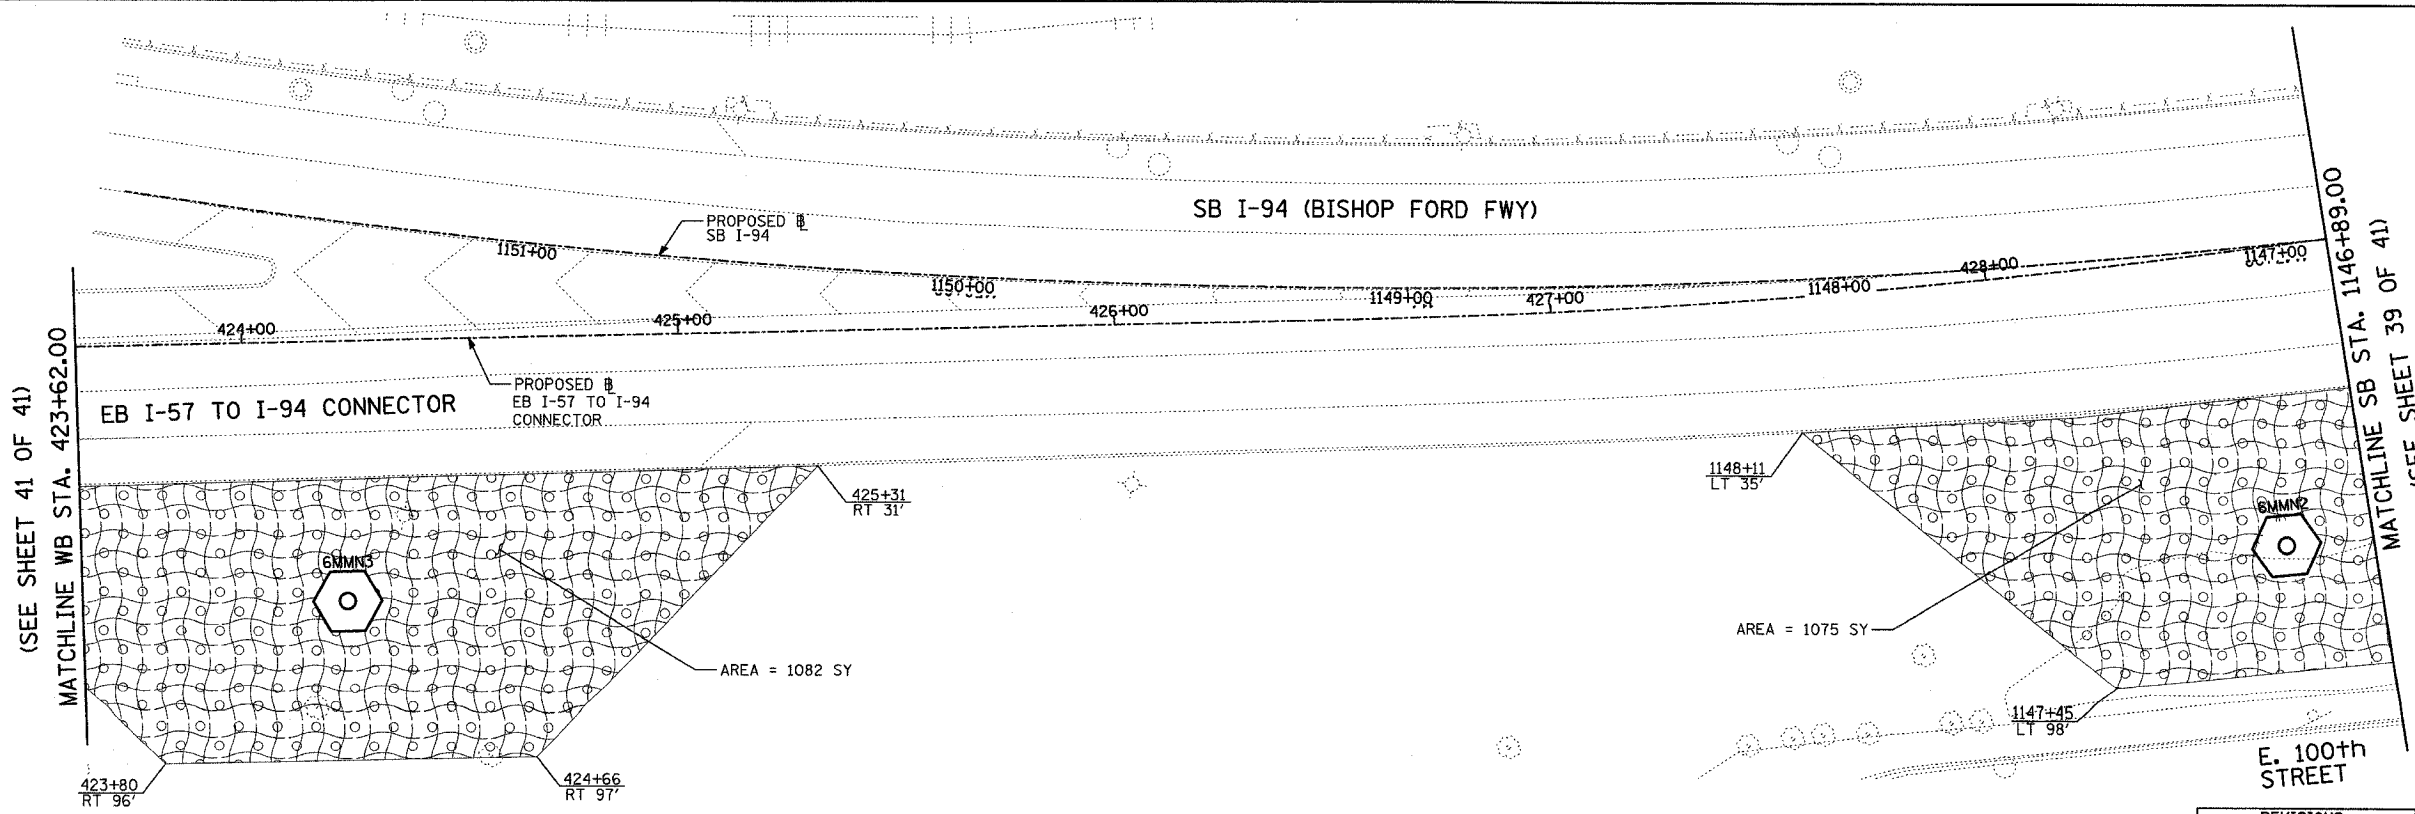 SB I-94 (BISHOP FORD FWY)
PROPOSED B
L
SB I-94
1151+00
1150+00
1149+00
1148+00
1147+00
424+00
425+00
426+00
427+00
428+00
PROPOSED B
L
EB I-57 TO I-94
CONNECTOR
EB I-57 TO I-94 CONNECTOR
(SEE SHEET 41 OF 41)
MATCHLINE WB STA. 423+62.00
MATCHLINE SB STA. 1146+89.00
(SEE SHEET 39 OF 41)
425+31
RT 31'
1148+11
LT 35'
6MMN3
6MMN2
AREA = 1082 SY
AREA = 1075 SY
423+80
RT 96'
424+66
RT 97'
1147+45
LT 98'
E. 100th
STREET
REVISIONS